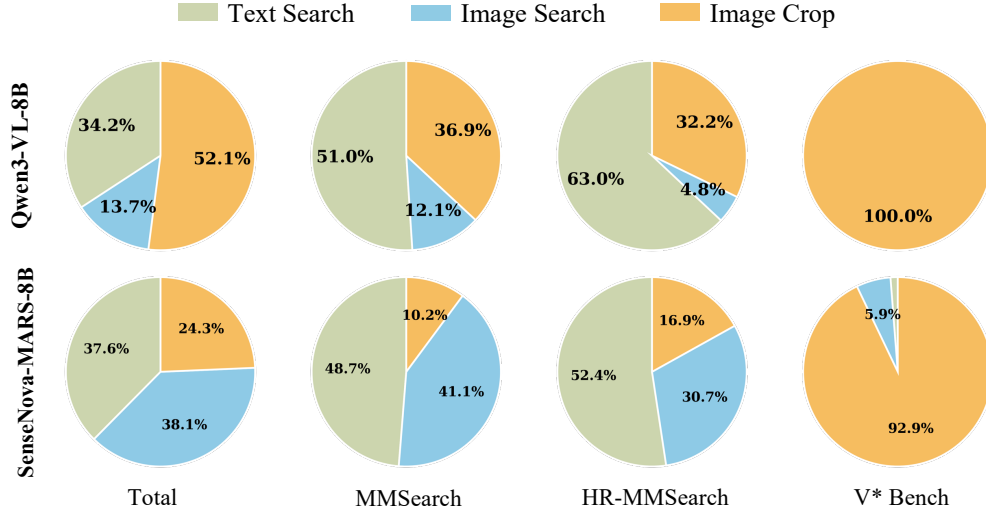 Text Search Image Search Image Crop
Qwen3-VL-8B
34.2% 52.1% 13.7%
51.0% 36.9% 12.1%
63.0% 32.2% 4.8%
100.0%
SenseNova-MARS-8B
37.6% 24.3% 38.1%
48.7% 10.2% 41.1%
52.4% 16.9% 30.7%
5.9% 92.9%
Total MMSearch HR-MMSearch V* Bench